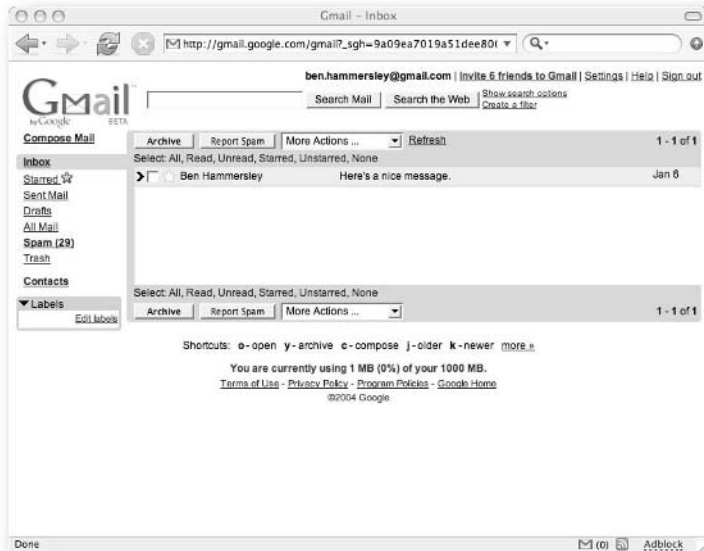 Gmail - Inbox
http://gmail.google.com/gmail?_sgh=9a09ea7019a51dee80(
ben.hammersley@gmail.com | Invite 6 friends to Gmail | Settings | Help | Sign out
Gmail
by Google BETA
Search Mail Search the Web Show search options
Create a filter
Compose Mail
Archive Report Spam More Actions ... Refresh 1 - 1 of 1
Select: All, Read, Unread, Starred, Unstarred, None
Inbox
Ben Hammersley Here's a nice message. Jan 6
Starred
Sent Mail
Drafts
All Mail
Spam (29)
Trash
Contacts
Labels
Edit labels
Select: All, Read, Unread, Starred, Unstarred, None
Archive Report Spam More Actions ... 1 - 1 of 1
Shortcuts: o - open y - archive c - compose j - older k - newer more »
You are currently using 1 MB (0%) of your 1000 MB.
Terms of Use - Privacy Policy - Program Policies - Google Home
©2004 Google
Done (0) Adblock